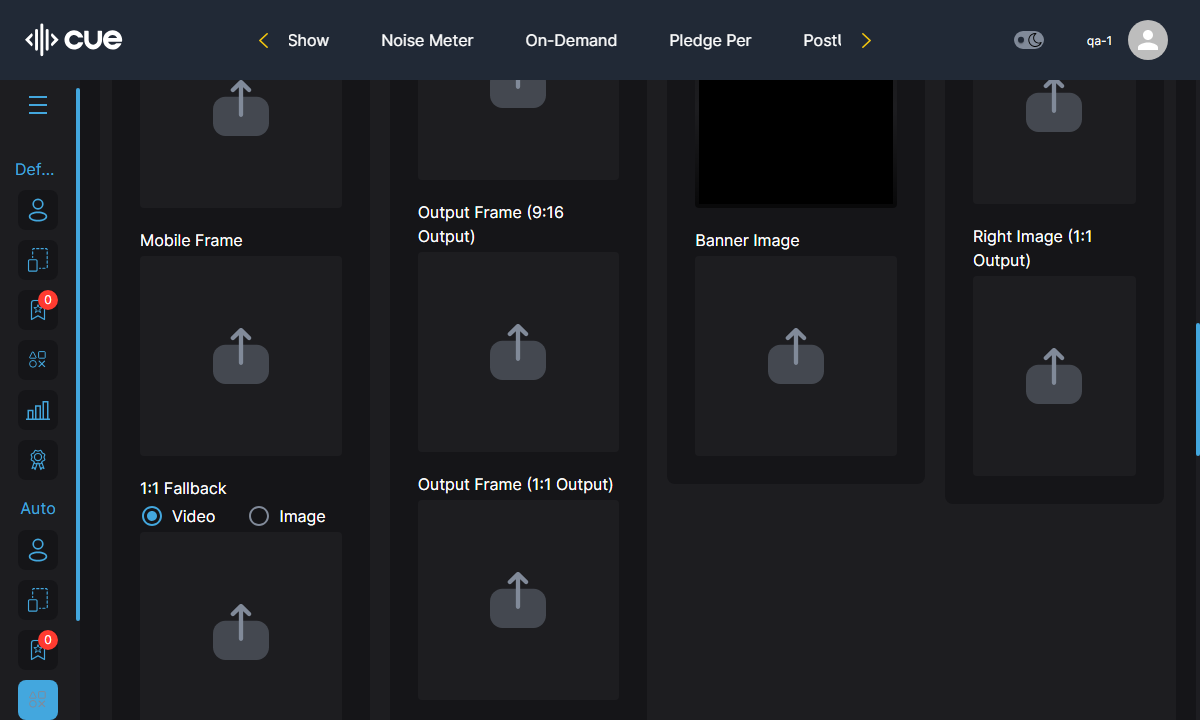 cue
Show
Noise Meter
On-Demand
Pledge Per
qa-1
Def...
0
Auto
0
Mobile Frame
1:1 Fallback
Video
Image
Output Frame (9:16
Output)
Output Frame (1:1 Output)
Banner Image
Right Image (1:1
Output)